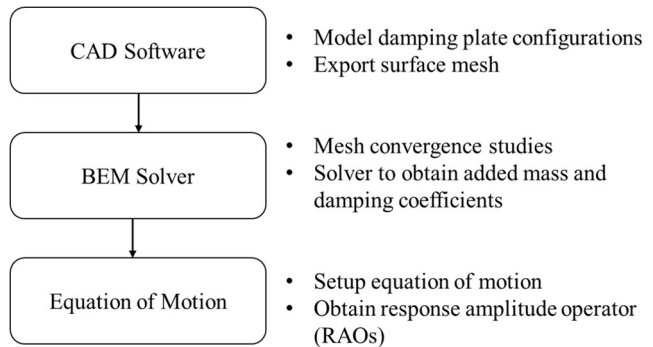 CAD Software
• Model damping plate configurations
• Export surface mesh
BEM Solver
• Mesh convergence studies
• Solver to obtain added mass and
damping coefficients
Equation of Motion
• Setup equation of motion
• Obtain response amplitude operator
(RAOs)